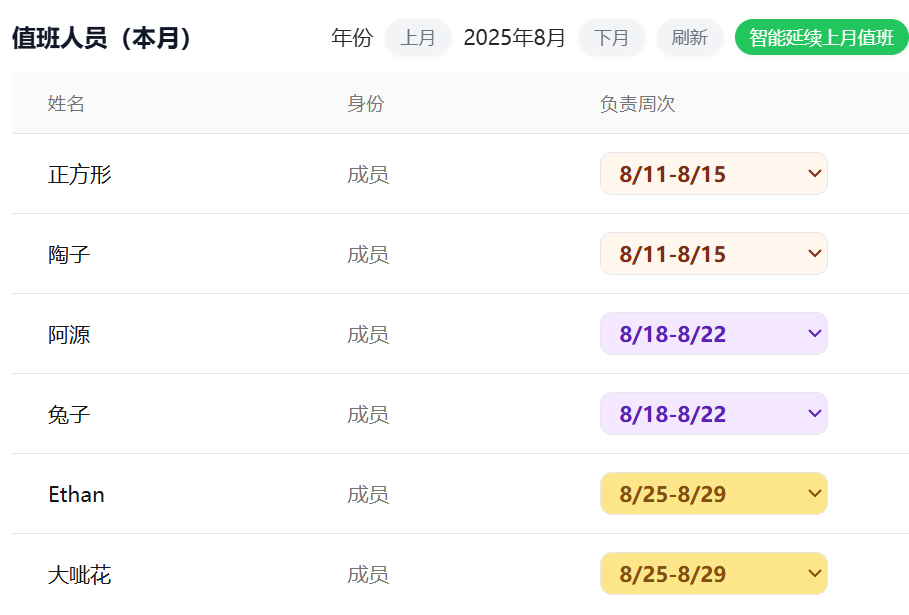 值班人员（本月） 年份 上月 2025年8月 下月 刷新 智能延续上月值班
姓名 身份 负责周次
正方形 成员 8/11-8/15
陶子 成员 8/11-8/15
阿源 成员 8/18-8/22
兔子 成员 8/18-8/22
Ethan 成员 8/25-8/29
大呲花 成员 8/25-8/29